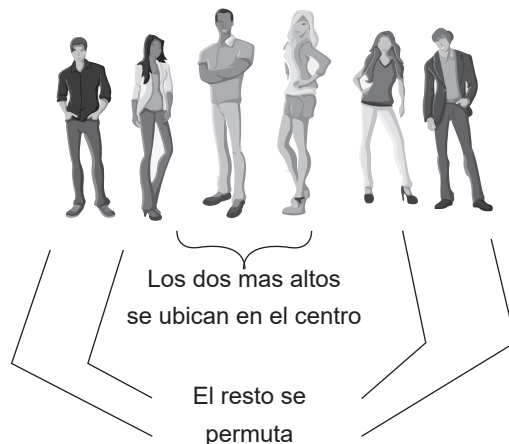 Los dos mas altos
se ubican en el centro
El resto se
permuta